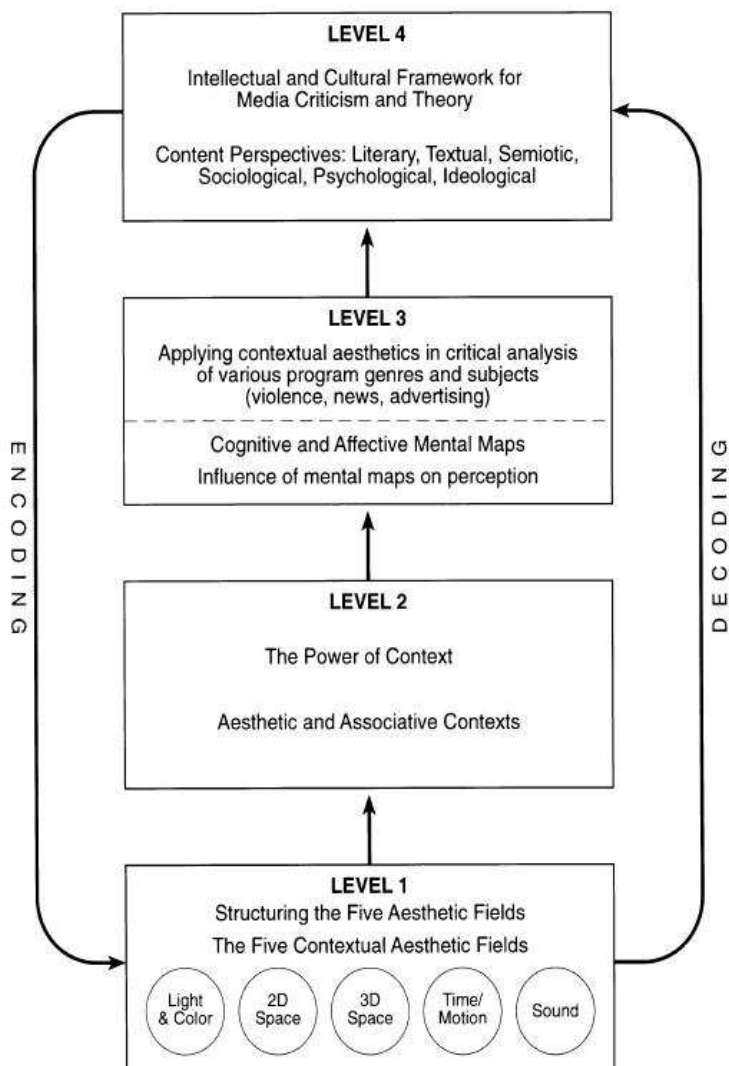 LEVEL 4
Intellectual and Cultural Framework for
Media Criticism and Theory
Content Perspectives: Literary, Textual, Semiotic,
Sociological, Psychological, Ideological
LEVEL 3
Applying contextual aesthetics in critical analysis
of various program genres and subjects
(violence, news, advertising)
Cognitive and Affective Mental Maps
Influence of mental maps on perception
ENCODING
DECODING
LEVEL 2
The Power of Context
Aesthetic and Associative Contexts
LEVEL 1
Structuring the Five Aesthetic Fields
The Five Contextual Aesthetic Fields
Light
& Color
2D
Space
3D
Space
Time/
Motion
Sound